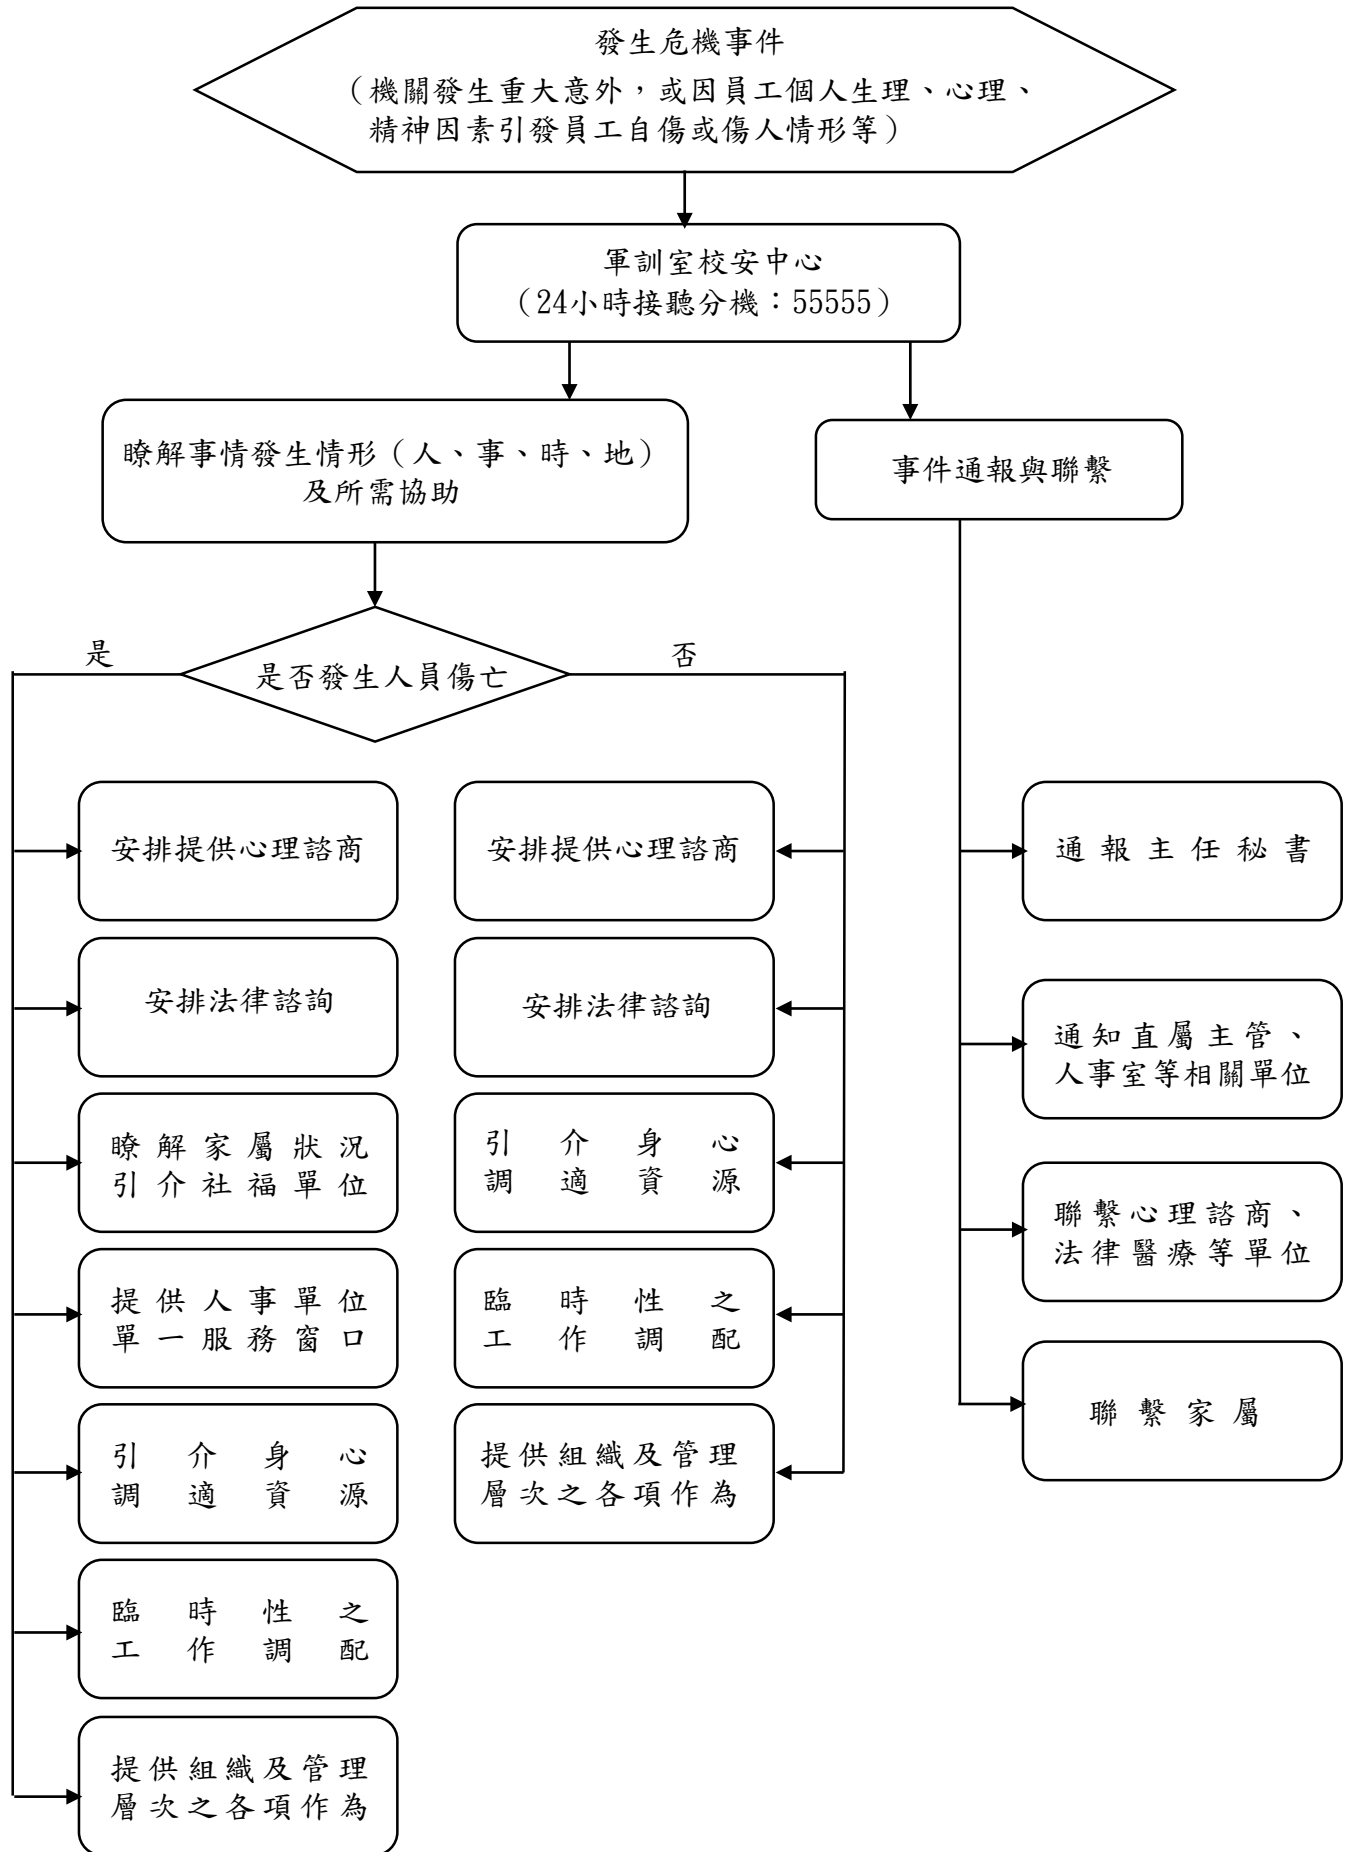 發生危機事件
（機關發生重大意外，或因員工個人生理、心理、
精神因素引發員工自傷或傷人情形等）
軍訓室校安中心
（24小時接聽分機：55555）
瞭解事情發生情形（人、事、時、地）
及所需協助
事件通報與聯繫
是
是否發生人員傷亡
否
安排提供心理諮商
安排法律諮詢
瞭解家屬狀況
引介社福單位
提供人事單位
單一服務窗口
引介身心
調適資源
臨時性之
工作調配
提供組織及管理
層次之各項作為
安排提供心理諮商
安排法律諮詢
引介身心
調適資源
臨時性之
工作調配
提供組織及管理
層次之各項作為
通報主任秘書
通知直屬主管、
人事室等相關單位
聯繫心理諮商、
法律醫療等單位
聯繫家屬